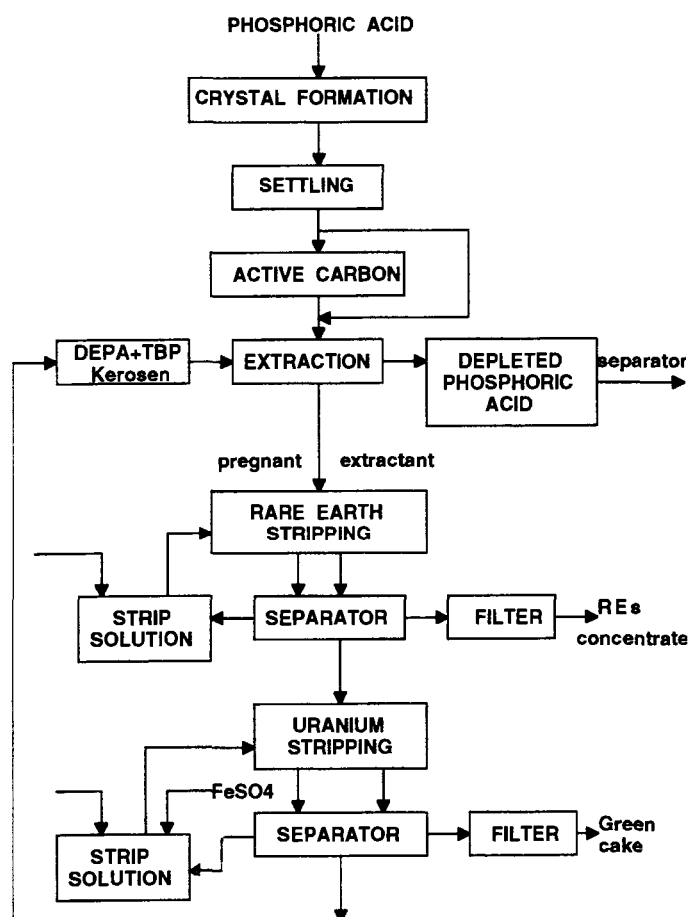 PHOSPHORIC ACID
CRYSTAL FORMATION
SETTLING
ACTIVE CARBON
DEPA+TBP
Kerosen
EXTRACTION
DEPLETED
PHOSPHORIC
ACID
separator
pregnant extractant
RARE EARTH
STRIPPING
STRIP
SOLUTION
SEPARATOR
FILTER
REs
concentrate
URANIUM
STRIPPING
FeSO4
STRIP
SOLUTION
SEPARATOR
FILTER
Green
cake